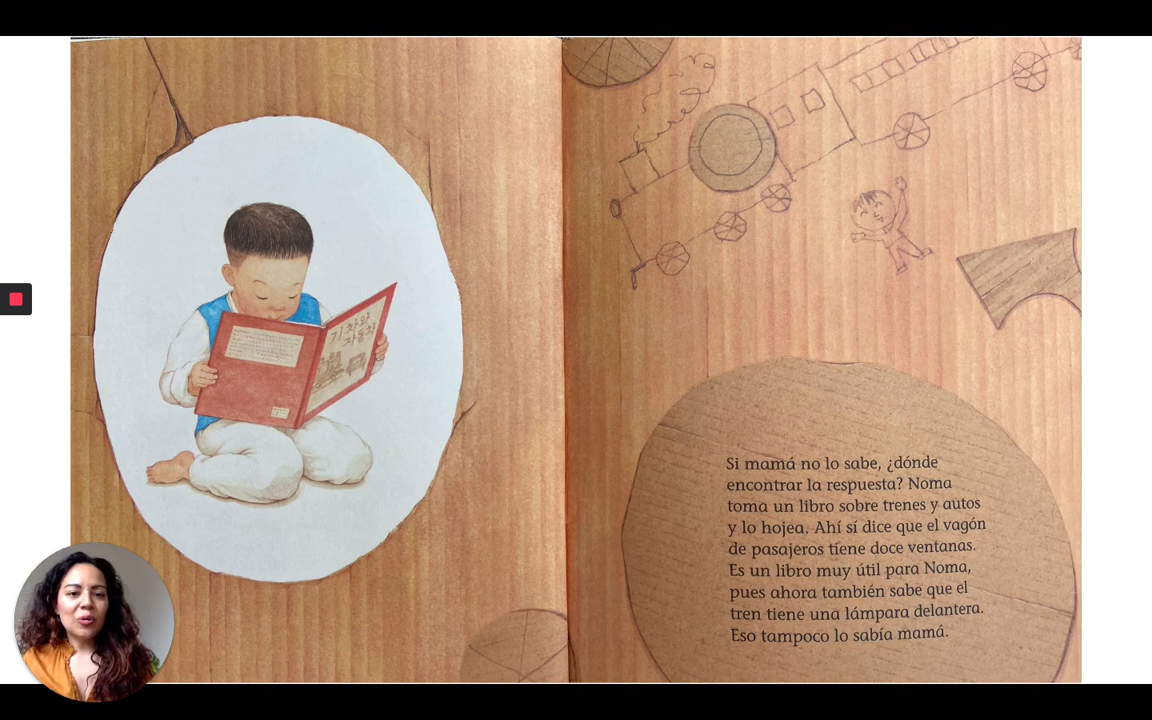 기차와
자동차
Si mamá no lo sabe, ¿dónde
encontrar la respuesta? Noma
toma un libro sobre trenes y autos
y lo hojea. Ahí sí dice que el vagón
de pasajeros tiene doce ventanas.
Es un libro muy útil para Noma,
pues ahora también sabe que el
tren tiene una lámpara delantera.
Eso tampoco lo sabía mamá.